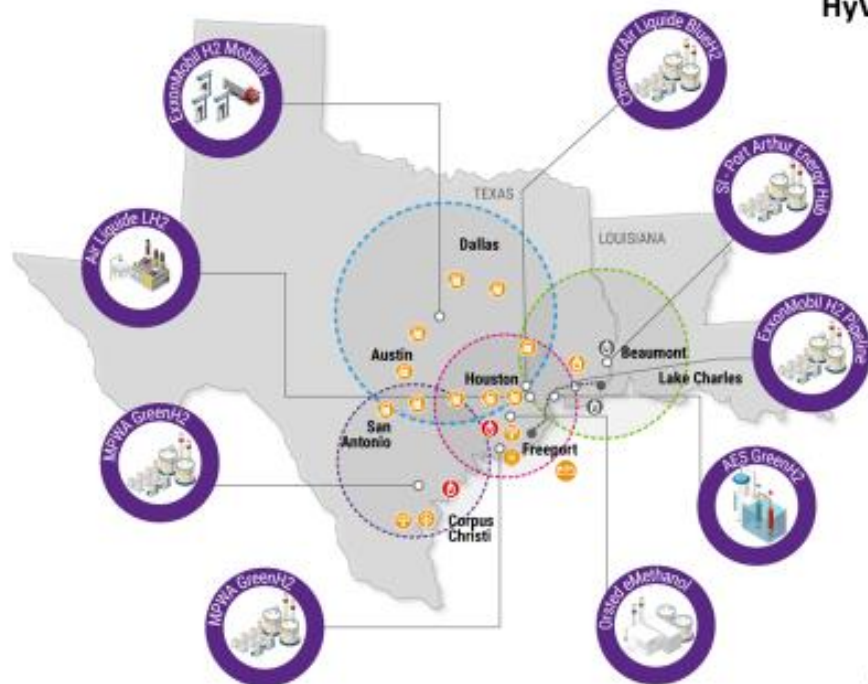 HyV
ExxonMobil H2 Mobility
Chevron/Air Liquide BlueH2
SI - Port Arthur Energy Hub
Air Liquide LH2
TEXAS
LOUISIANA
Dallas
ExxonMobil H2 Pipeline
Austin
Houston
Beaumont
Lake Charles
San
Antonio
MPWA GreenH2
Freeport
AES GreenH2
Corpus
Christi
MPWA GreenH2
Orsted eMethanol